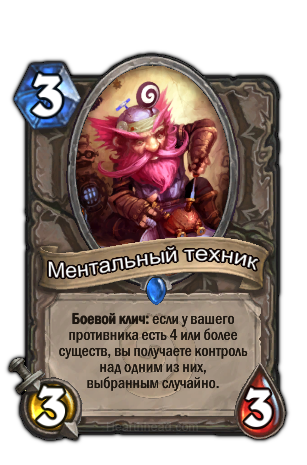 3
Ментальный техник
Боевой клич: если у вашего
противника есть 4 или более
существ, вы получаете контроль
над одним из них,
выбранным случайно.
3
3